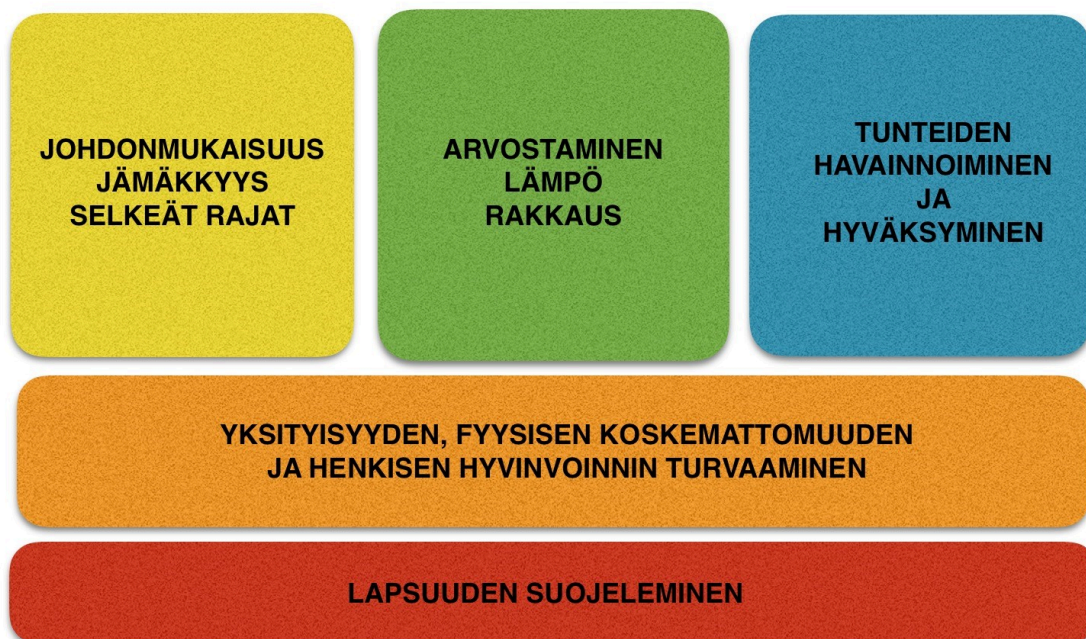 JOHDONMUKAISUUS
JÄMÄKKYYS
SELKEÄT RAJAT
ARVOSTAMINEN
LÄMPÖ
RAKKAUS
TUNTEIDEN
HAVAINNOIMINEN
JA
HYVÄKSYMINEN
YKSITYISYYDEN, FYYSISEN KOSKEMATTOMUUDEN
JA HENKISEN HYVINVOINNIN TURVAAMINEN
LAPSUUDEN SUOJELEMINEN